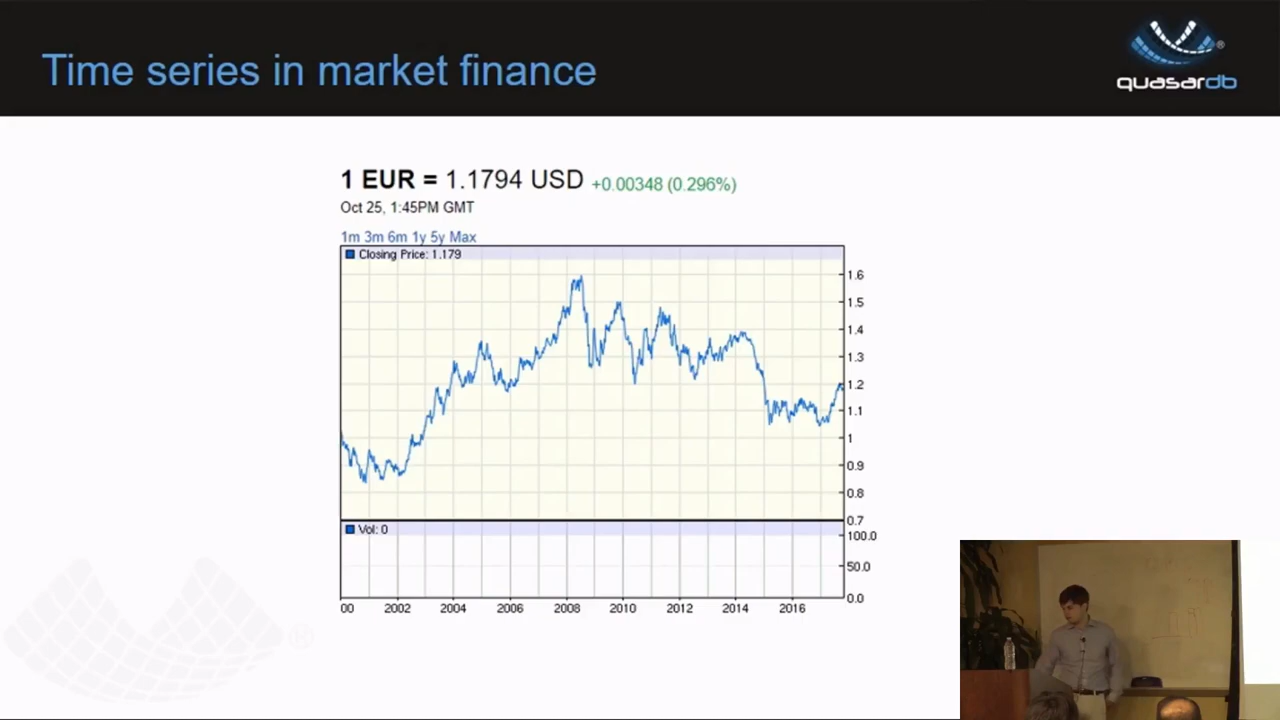 Time series in market finance
quasardb
1 EUR = 1.1794 USD +0.00348 (0.296%)
Oct 25, 1:45PM GMT
1m 3m 6m 1y 5y Max
Closing Price: 1.179
1.6
1.5
1.4
1.3
1.2
1.1
1
0.9
0.8
0.7
Vol: 0
100.0
50.0
0.0
00 2002 2004 2006 2008 2010 2012 2014 2016